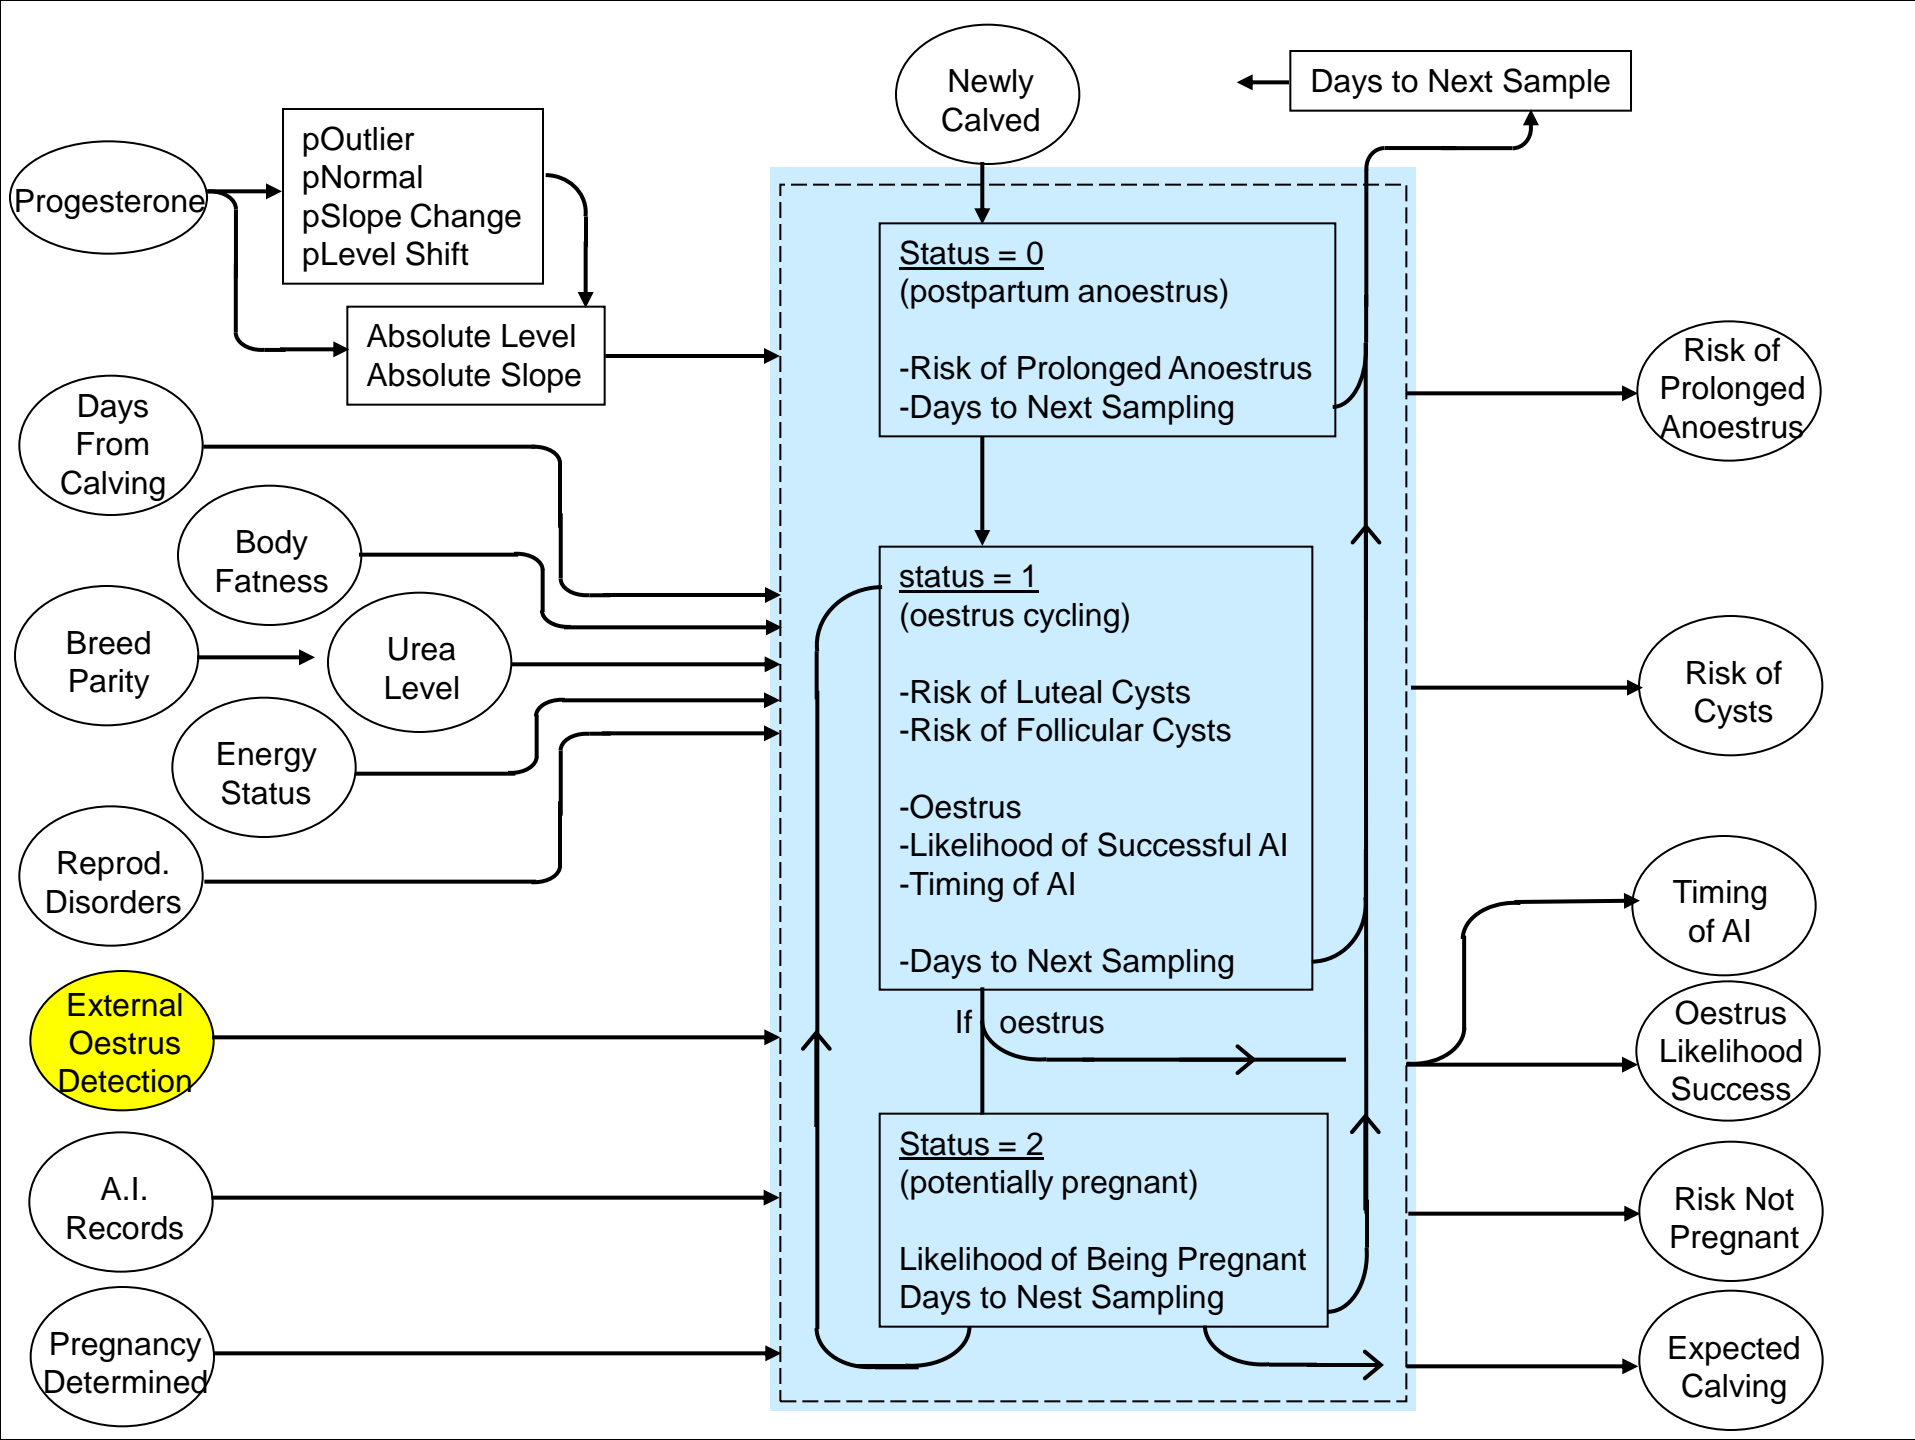 Newly
Calved
Days to Next Sample
Progesterone
pOutlier
pNormal
pSlope Change
pLevel Shift
Absolute Level
Absolute Slope
Days
From
Calving
Body
Fatness
Breed
Parity
Urea
Level
Energy
Status
Reprod.
Disorders
External
Oestrus
Detection
A.I.
Records
Pregnancy
Determined
Status = 0
(postpartum anoestrus)
-Risk of Prolonged Anoestrus
-Days to Next Sampling
status = 1
(oestrus cycling)
-Risk of Luteal Cysts
-Risk of Follicular Cysts
-Oestrus
-Likelihood of Successful AI
-Timing of AI
-Days to Next Sampling
If oestrus
Status = 2
(potentially pregnant)
Likelihood of Being Pregnant
Days to Nest Sampling
Risk of
Prolonged
Anoestrus
Risk of
Cysts
Timing
of AI
Oestrus
Likelihood
Success
Risk Not
Pregnant
Expected
Calving